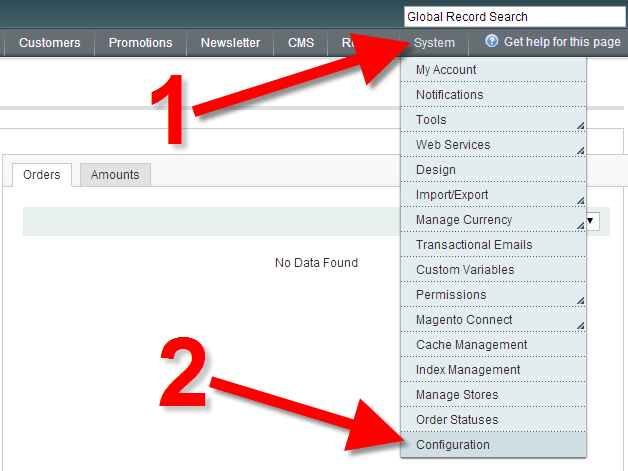 Global Record Search
Customers Promotions Newsletter CMS System Get help for this page
1
My Account
Notifications
Tools
Web Services
Design
Import/Export
Manage Currency
Transactional Emails
Custom Variables
Permissions
Magento Connect
Cache Management
Index Management
Manage Stores
Order Statuses
Configuration
Orders Amounts
No Data Found
2